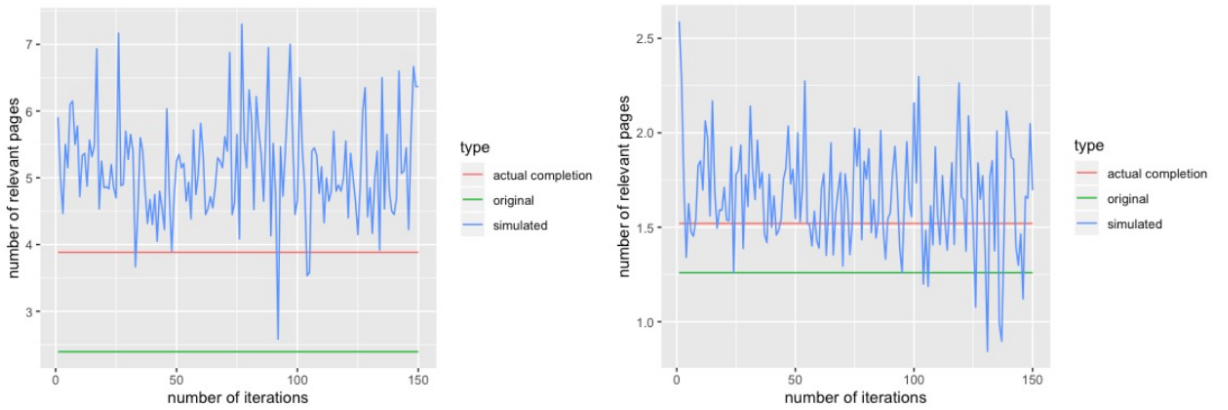 number of relevant pages
7
6
5
4
3
0
50
100
150
number of iterations
type
actual completion
original
simulated
number of relevant pages
2.5
2.0
1.5
1.0
0
50
100
150
number of iterations
type
actual completion
original
simulated